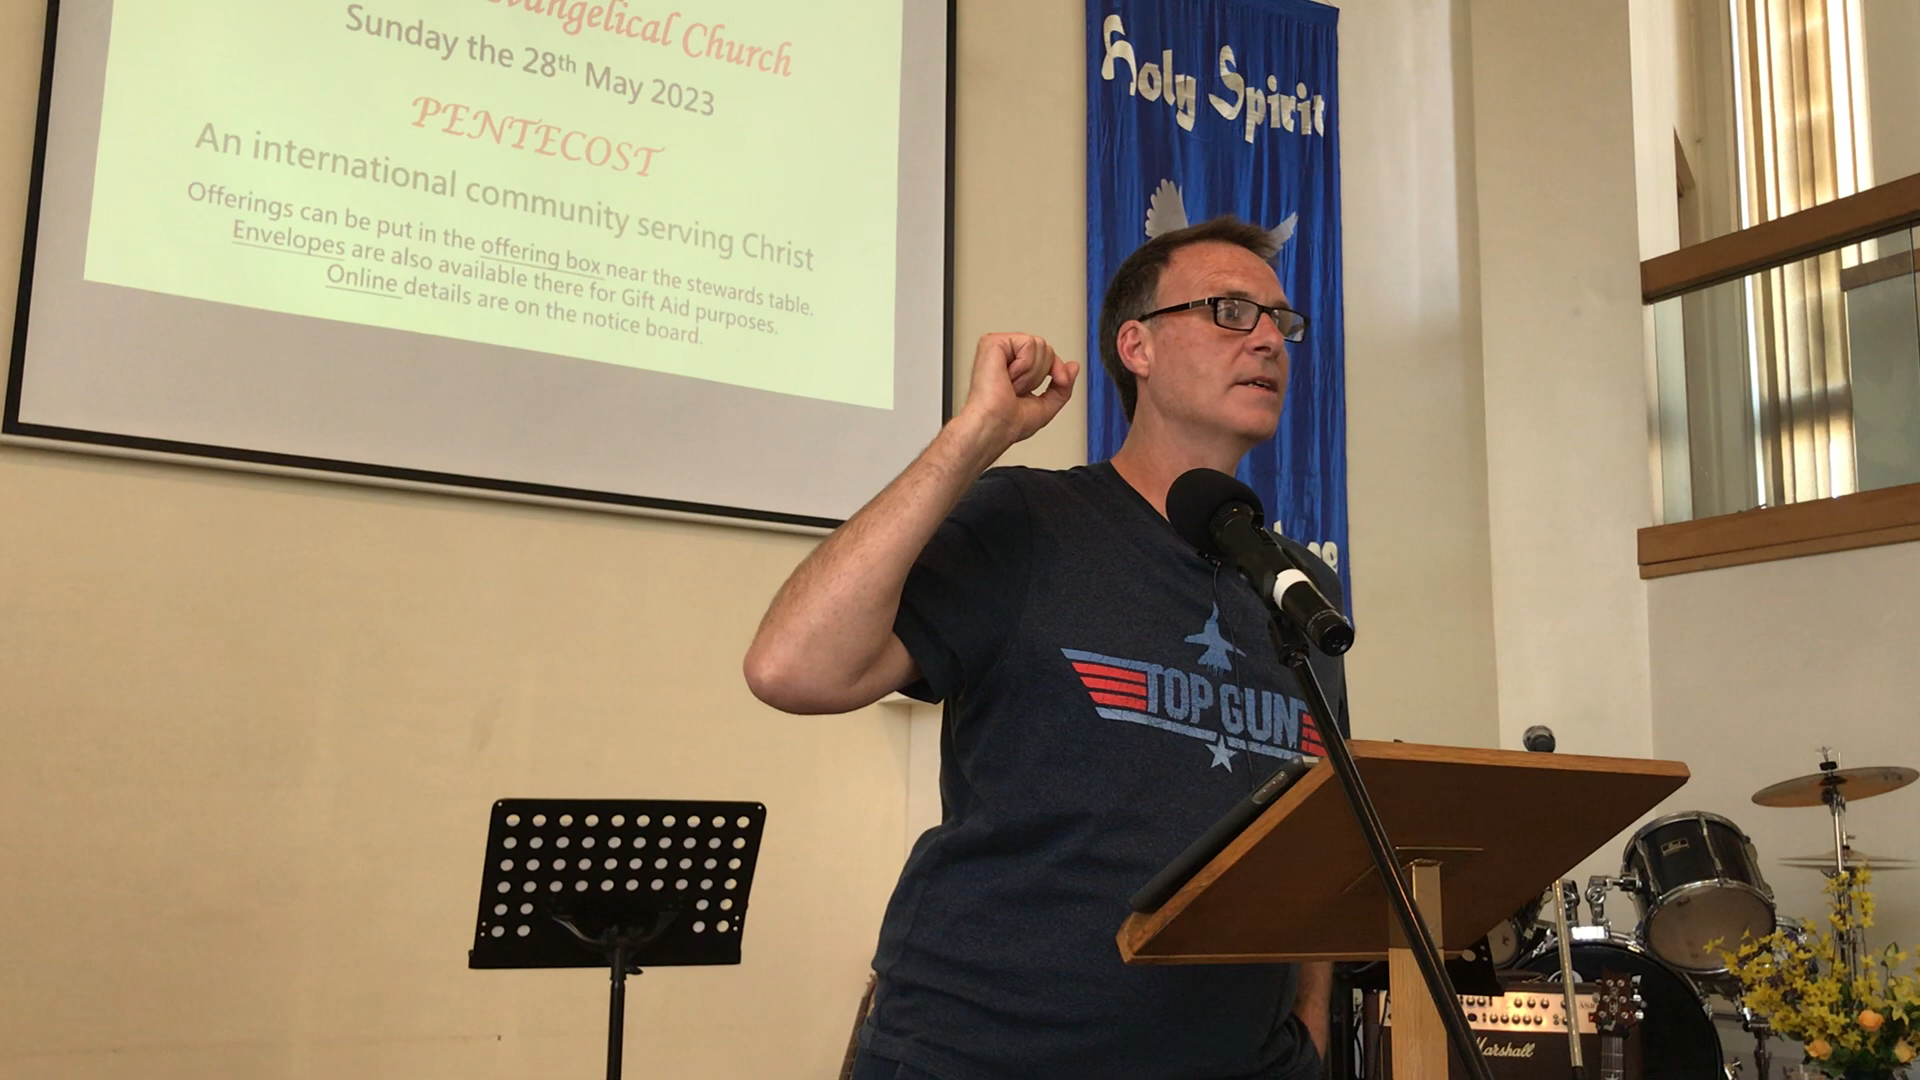 Evangelical Church
Sunday the 28th May 2023
PENTECOST
An international community serving Christ
Offerings can be put in the offering box near the stewards table.
Envelopes are also available there for Gift Aid purposes.
Online details are on the notice board.
Holy Spirit
TOP GUN
Marshall